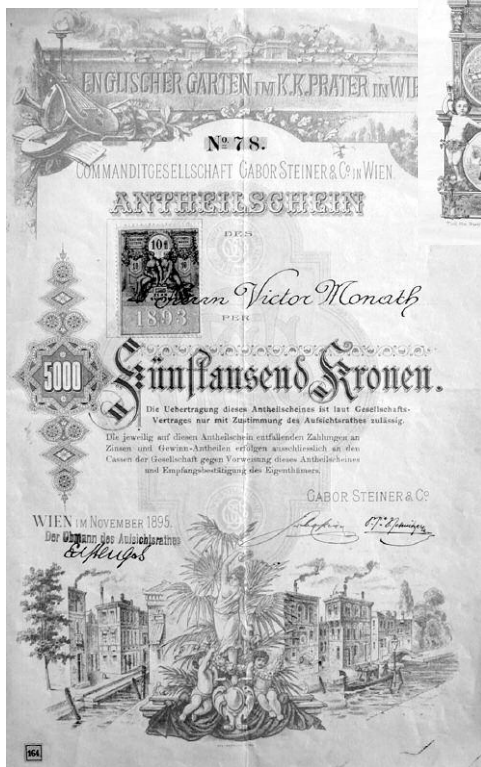 ENGLISCHER GARTEN IM K.K. PRATER IN WIE
No. 78.
COMMANDITGESELLSCHAFT GABOR STEINER & Co IN WIEN.
ANTHEILSCHEIN
DES
Herrn Victor Monath
10 fl
1893
PER
5000
Fünftausend Kronen.
Die Uebertragung dieses Antheilscheines ist laut Gesellschafts-
Vertrages nur mit Zustimmung des Aufsichtsrathes zulässig.
Die jeweilig auf diesen Antheilschein entfallenden Zahlungen an
Zinsen und Gewinn-Antheilen erfolgen ausschliesslich an den
Cassen der Gesellschaft gegen Vorweisung dieses Antheilscheines
und Empfangsbestätigung des Eigenthümers.
GABOR STEINER & Co
WIEN IM NOVEMBER 1895.
Der Obmann des Aufsichtsrathes
164